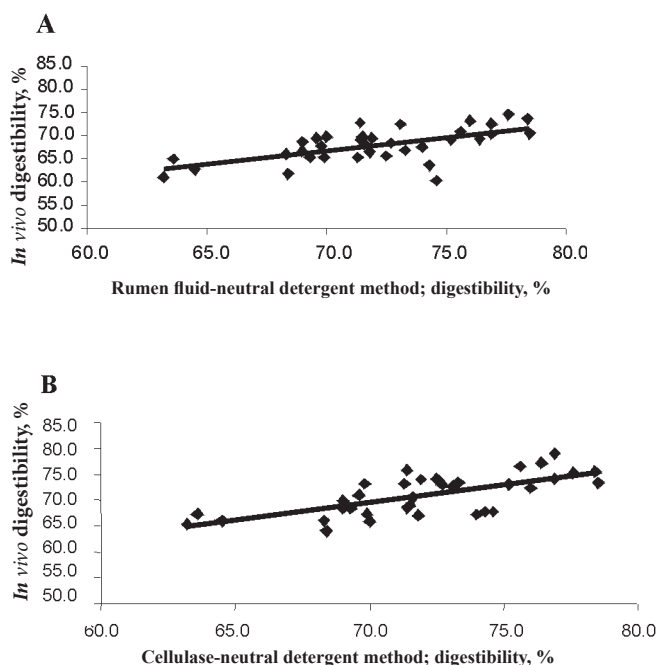 A
In vivo digestibility, %
85.0
80.0
75.0
70.0
65.0
60.0
55.0
50.0
60.0 65.0 70.0 75.0 80.0
Rumen fluid-neutral detergent method; digestibility, %
B
In vivo digestibility, %
85.0
80.0
75.0
70.0
65.0
60.0
55.0
50.0
60.0 65.0 70.0 75.0 80.0
Cellulase-neutral detergent method; digestibility, %